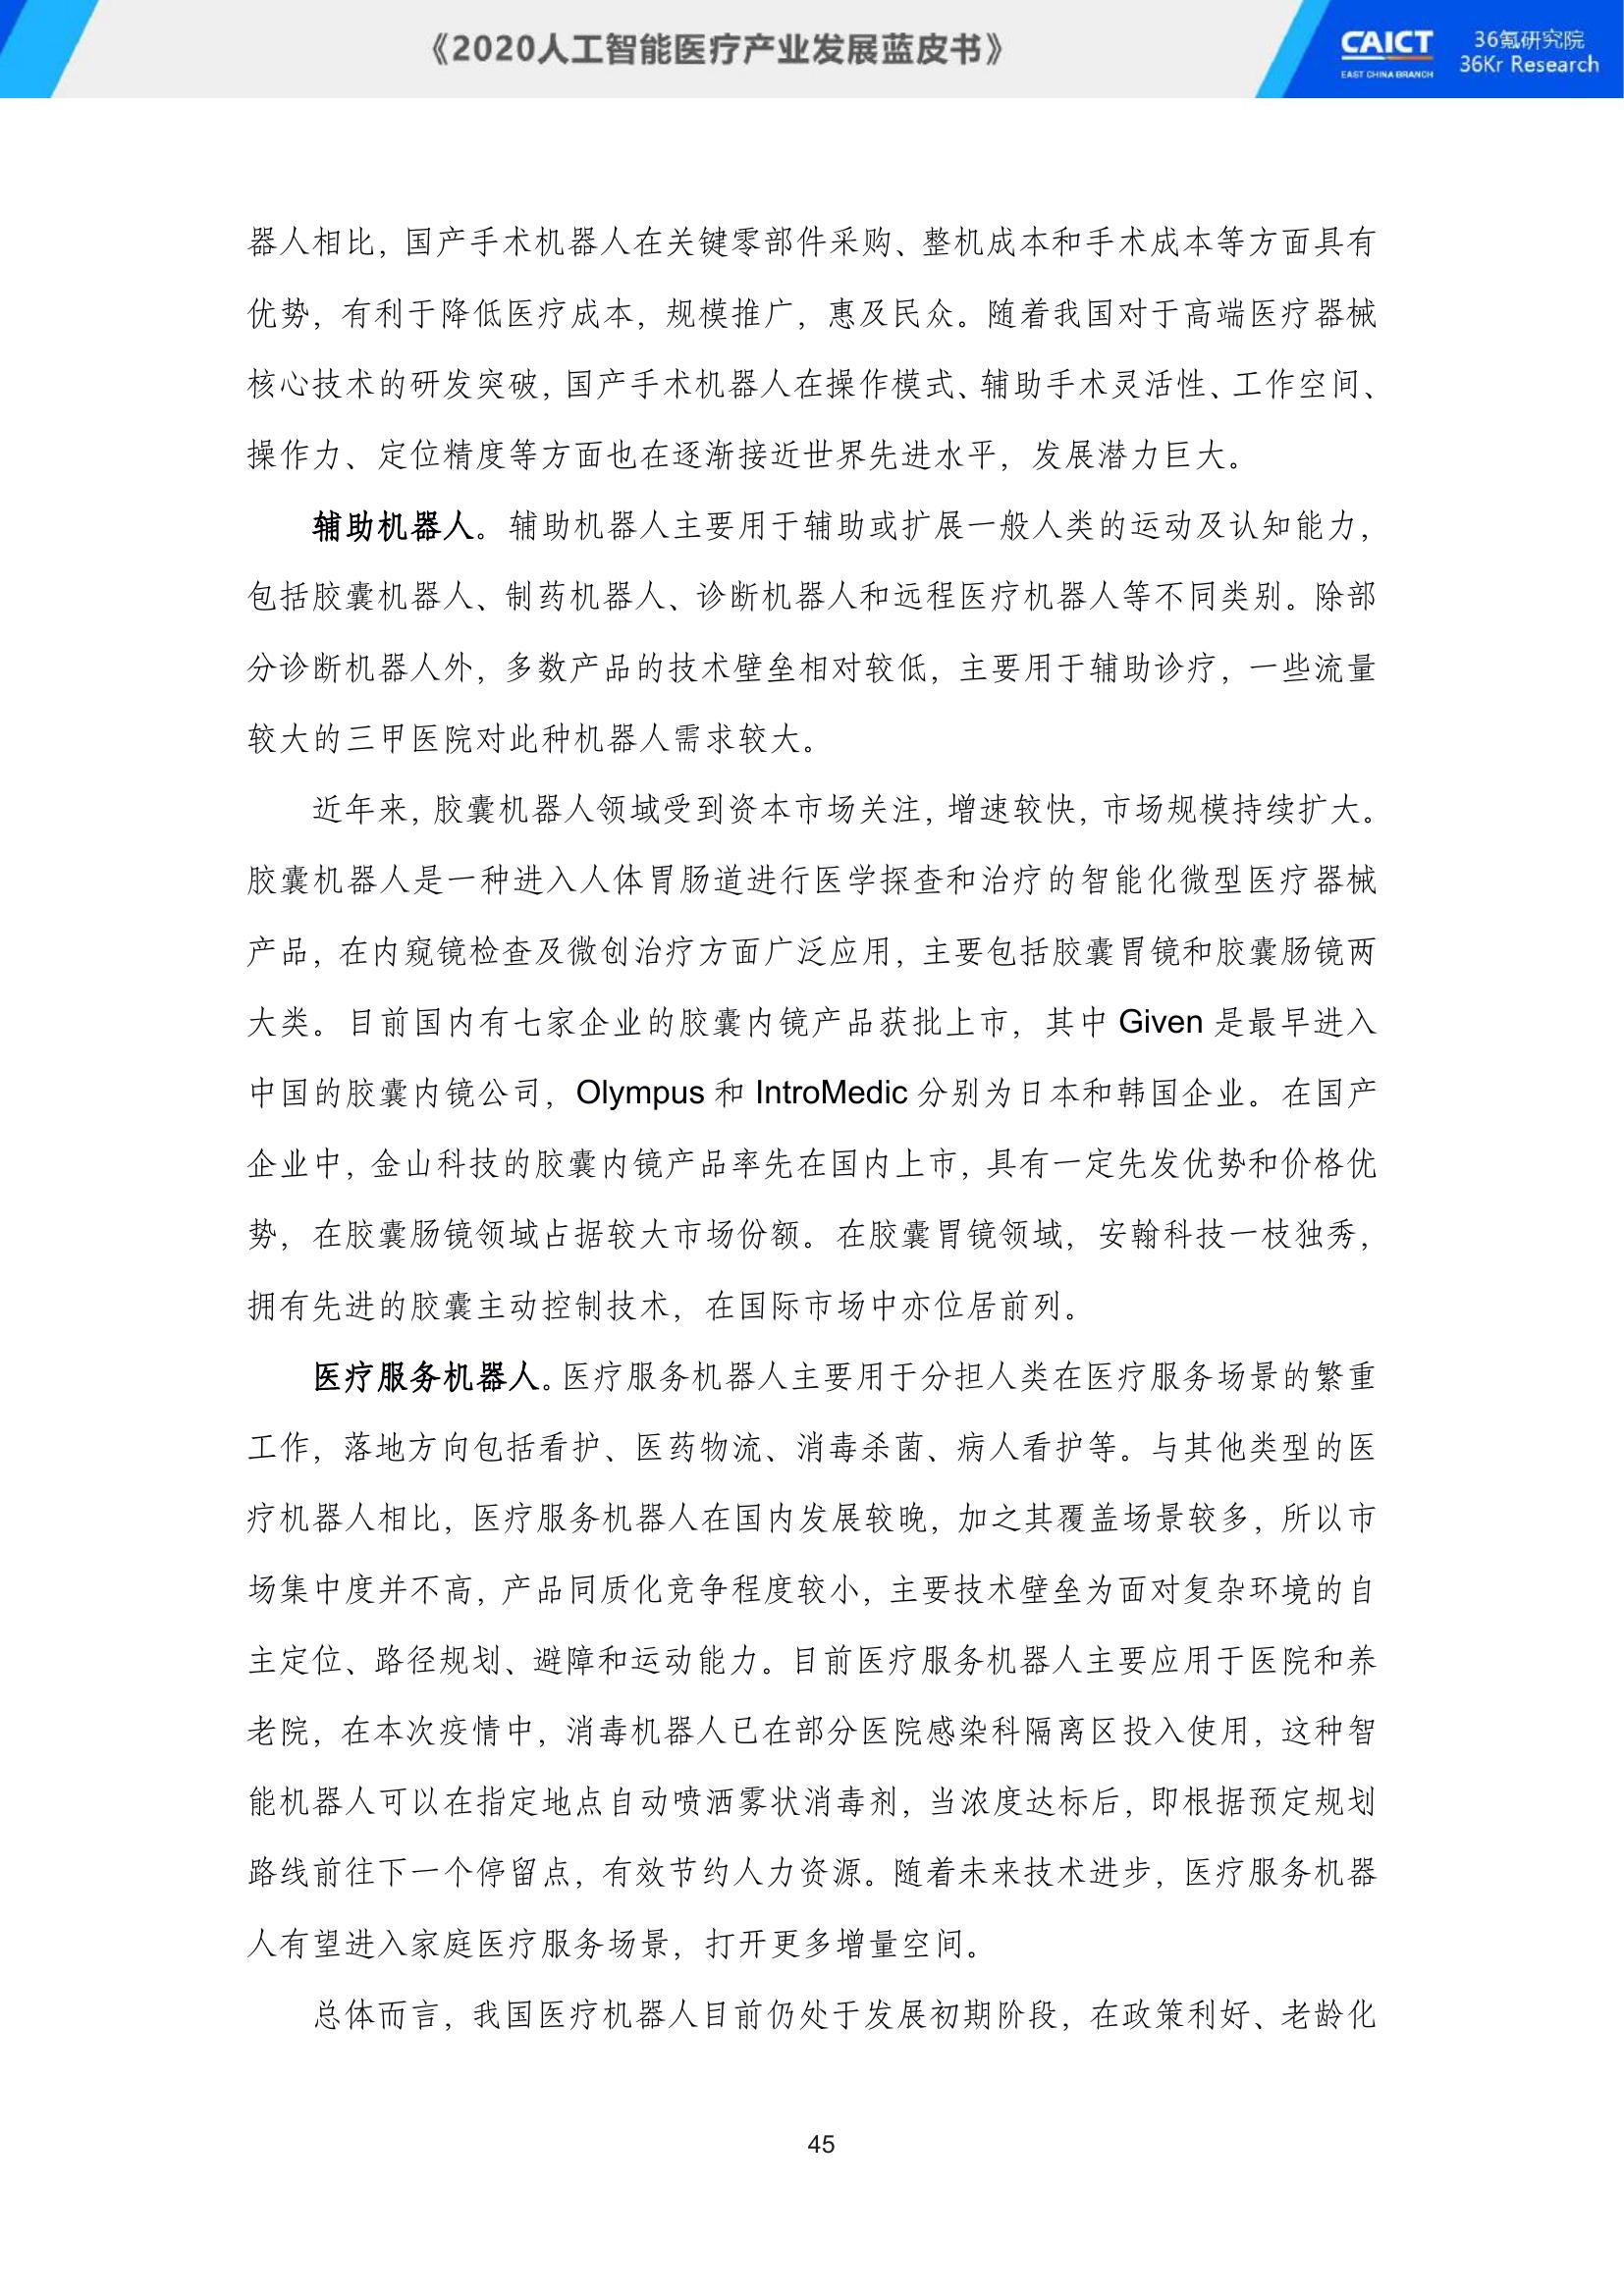 《2020人工智能医疗产业发展蓝皮书》
CAICT
EAST CHINA BRANCH
36氪研究院
36Kr Research
器人相比，国产手术机器人在关键零部件采购、整机成本和手术成本等方面具有
优势，有利于降低医疗成本，规模推广，惠及民众。随着我国对于高端医疗器械
核心技术的研发突破，国产手术机器人在操作模式、辅助手术灵活性、工作空间、
操作力、定位精度等方面也在逐渐接近世界先进水平，发展潜力巨大。
辅助机器人。辅助机器人主要用于辅助或扩展一般人类的运动及认知能力，
包括胶囊机器人、制药机器人、诊断机器人和远程医疗机器人等不同类别。除部
分诊断机器人外，多数产品的技术壁垒相对较低，主要用于辅助诊疗，一些流量
较大的三甲医院对此种机器人需求较大。
近年来，胶囊机器人领域受到资本市场关注，增速较快，市场规模持续扩大。
胶囊机器人是一种进入人体胃肠道进行医学探查和治疗的智能化微型医疗器械
产品，在内窥镜检查及微创治疗方面广泛应用，主要包括胶囊胃镜和胶囊肠镜两
大类。目前国内有七家企业的胶囊内镜产品获批上市，其中 Given 是最早进入
中国的胶囊内镜公司，Olympus 和 IntroMedic 分别为日本和韩国企业。在国产
企业中，金山科技的胶囊内镜产品率先在国内上市，具有一定先发优势和价格优
势，在胶囊肠镜领域占据较大市场份额。在胶囊胃镜领域，安翰科技一枝独秀，
拥有先进的胶囊主动控制技术，在国际市场中亦位居前列。
医疗服务机器人。医疗服务机器人主要用于分担人类在医疗服务场景的繁重
工作，落地方向包括看护、医药物流、消毒杀菌、病人看护等。与其他类型的医
疗机器人相比，医疗服务机器人在国内发展较晚，加之其覆盖场景较多，所以市
场集中度并不高，产品同质化竞争程度较小，主要技术壁垒为面对复杂环境的自
主定位、路径规划、避障和运动能力。目前医疗服务机器人主要应用于医院和养
老院，在本次疫情中，消毒机器人已在部分医院感染科隔离区投入使用，这种智
能机器人可以在指定地点自动喷洒雾状消毒剂，当浓度达标后，即根据预定规划
路线前往下一个停留点，有效节约人力资源。随着未来技术进步，医疗服务机器
人有望进入家庭医疗服务场景，打开更多增量空间。
总体而言，我国医疗机器人目前仍处于发展初期阶段，在政策利好、老龄化
45